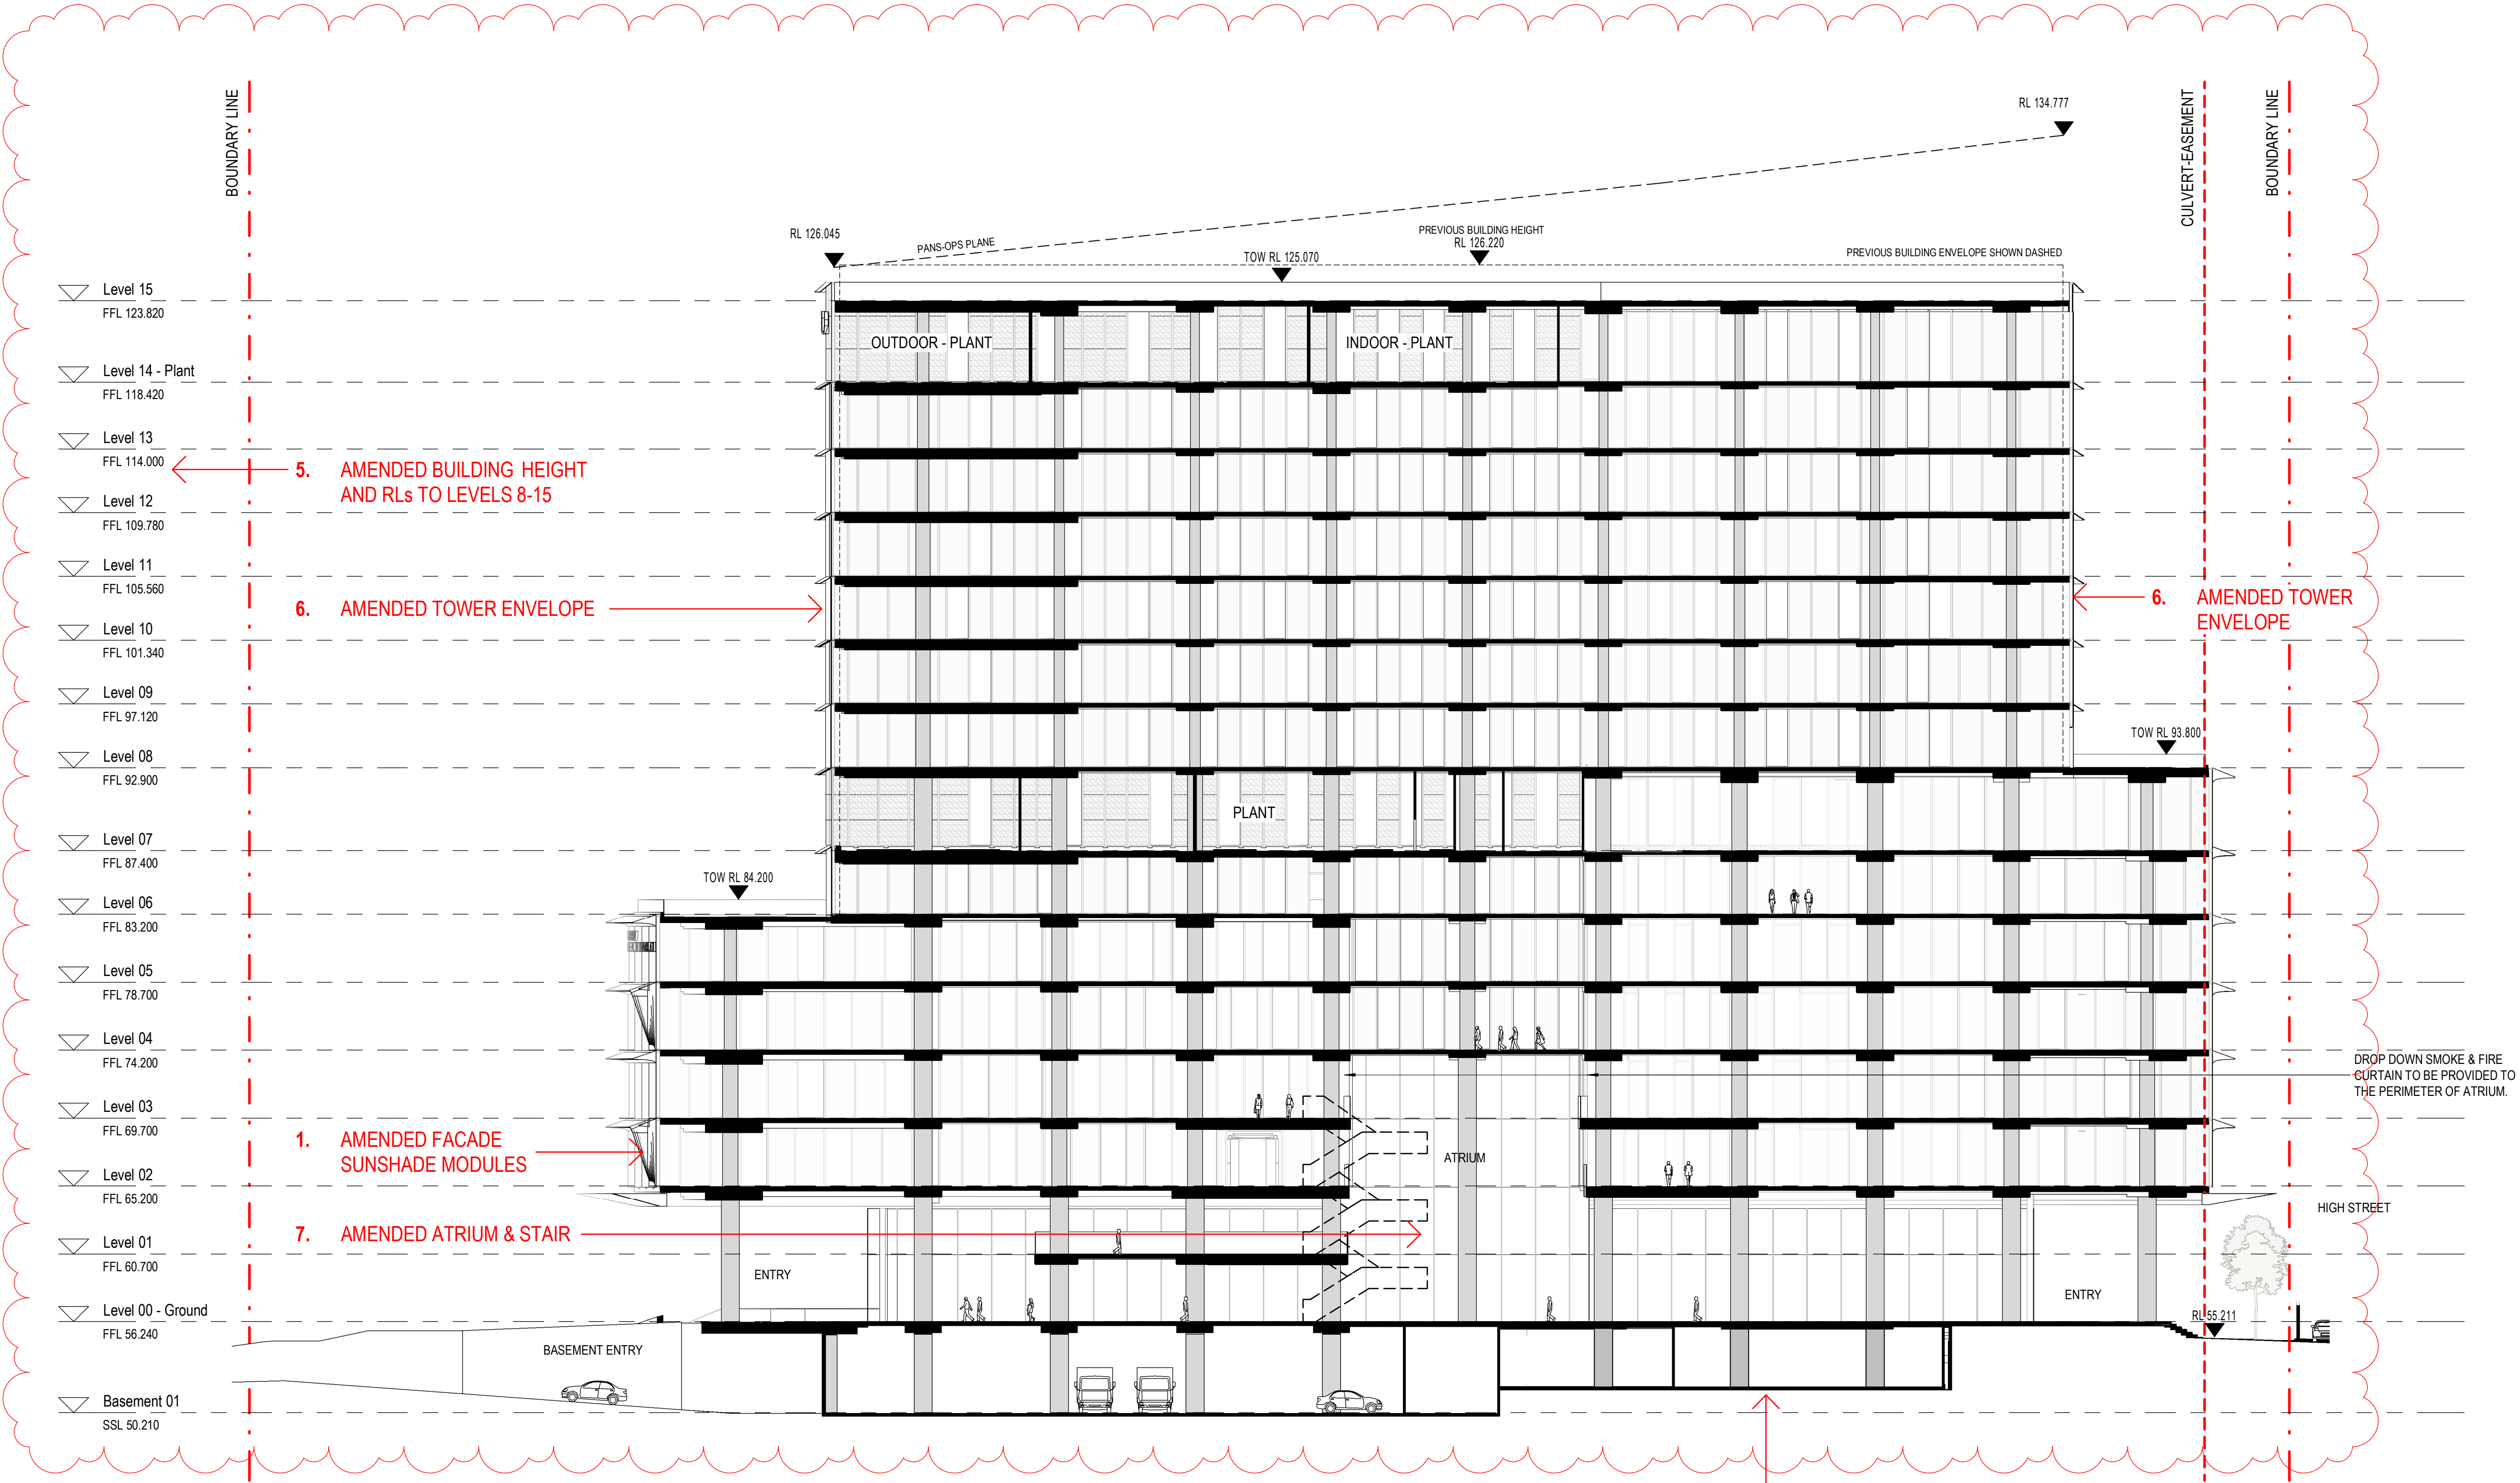 BOUNDARY LINE
CULVERT-EASEMENT
BOUNDARY LINE
RL 134.777
RL 126.045
PANS-OPS PLANE
PREVIOUS BUILDING HEIGHT
RL 126.220
TOW RL 125.070
PREVIOUS BUILDING ENVELOPE SHOWN DASHED
Level 15
FFL 123.820
OUTDOOR - PLANT
INDOOR - PLANT
Level 14 - Plant
FFL 118.420
Level 13
FFL 114.000
5. AMENDED BUILDING HEIGHT
AND RLs TO LEVELS 8-15
Level 12
FFL 109.780
Level 11
FFL 105.560
6. AMENDED TOWER ENVELOPE
6. AMENDED TOWER
ENVELOPE
Level 10
FFL 101.340
Level 09
FFL 97.120
TOW RL 93.800
Level 08
FFL 92.900
PLANT
Level 07
FFL 87.400
TOW RL 84.200
Level 06
FFL 83.200
Level 05
FFL 78.700
Level 04
FFL 74.200
DROP DOWN SMOKE & FIRE
CURTAIN TO BE PROVIDED TO
THE PERIMETER OF ATRIUM.
Level 03
FFL 69.700
1. AMENDED FACADE
SUNSHADE MODULES
ATRIUM
Level 02
FFL 65.200
HIGH STREET
7. AMENDED ATRIUM & STAIR
Level 01
FFL 60.700
ENTRY
ENTRY
Level 00 - Ground
FFL 56.240
RL 55.211
BASEMENT ENTRY
Basement 01
SSL 50.210